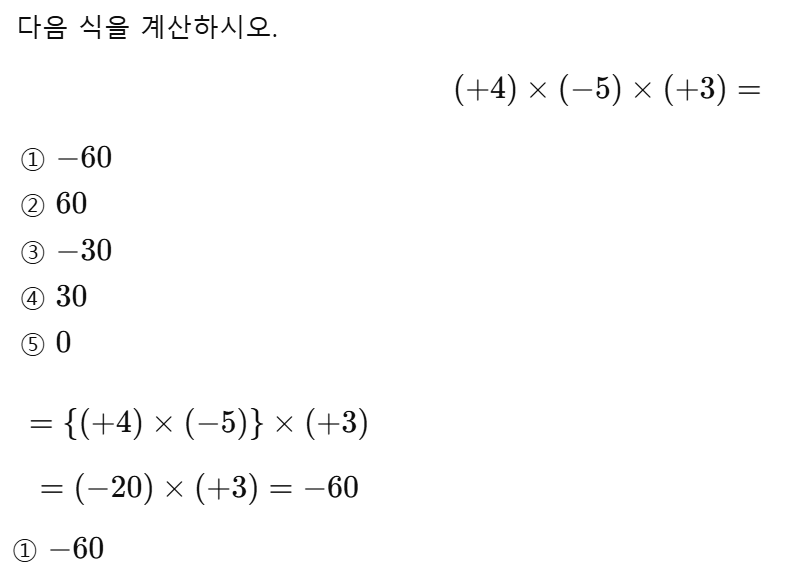 다음 식을 계산하시오.
(+4) × (−5) × (+3) =
① −60
② 60
③ −30
④ 30
⑤ 0
= {(+4) × (−5)} × (+3)
= (−20) × (+3) = −60
① −60